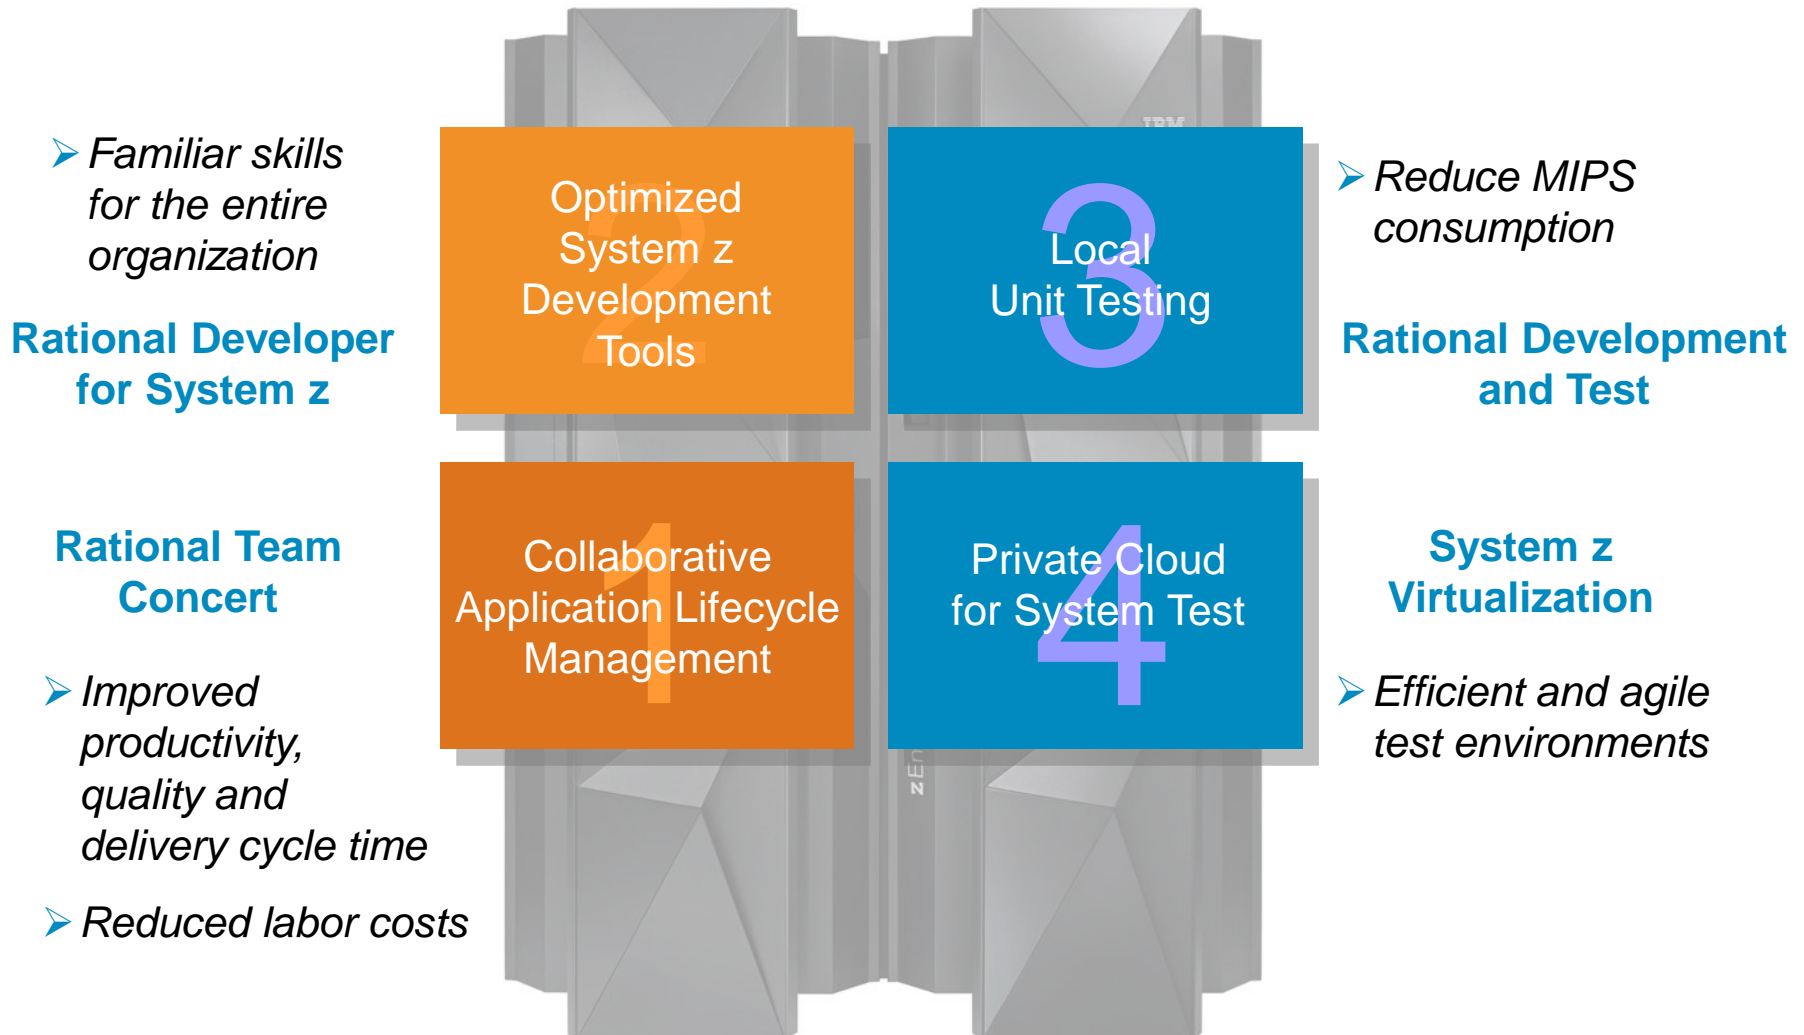 ➢ Familiar skills
for the entire
organization
Rational Developer
for System z
2
Optimized
System z
Development
Tools
IBM
3
Local
Unit Testing
➢ Reduce MIPS
consumption
Rational Development
and Test
Rational Team
Concert
➢ Improved
productivity,
quality and
delivery cycle time
➢ Reduced labor costs
1
Collaborative
Application Lifecycle
Management
4
Private Cloud
for System Test
System z
Virtualization
➢ Efficient and agile
test environments